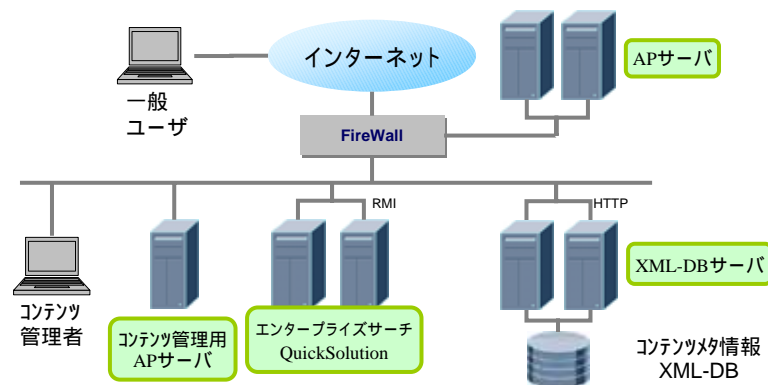 インターネット
APサーバ
一般
ユーザ
FireWall
RMI
HTTP
XML-DBサーバ
コンテンツ
管理者
コンテンツ管理用
APサーバ
エンタープライズサーチ
QuickSolution
コンテンツメタ情報
XML-DB